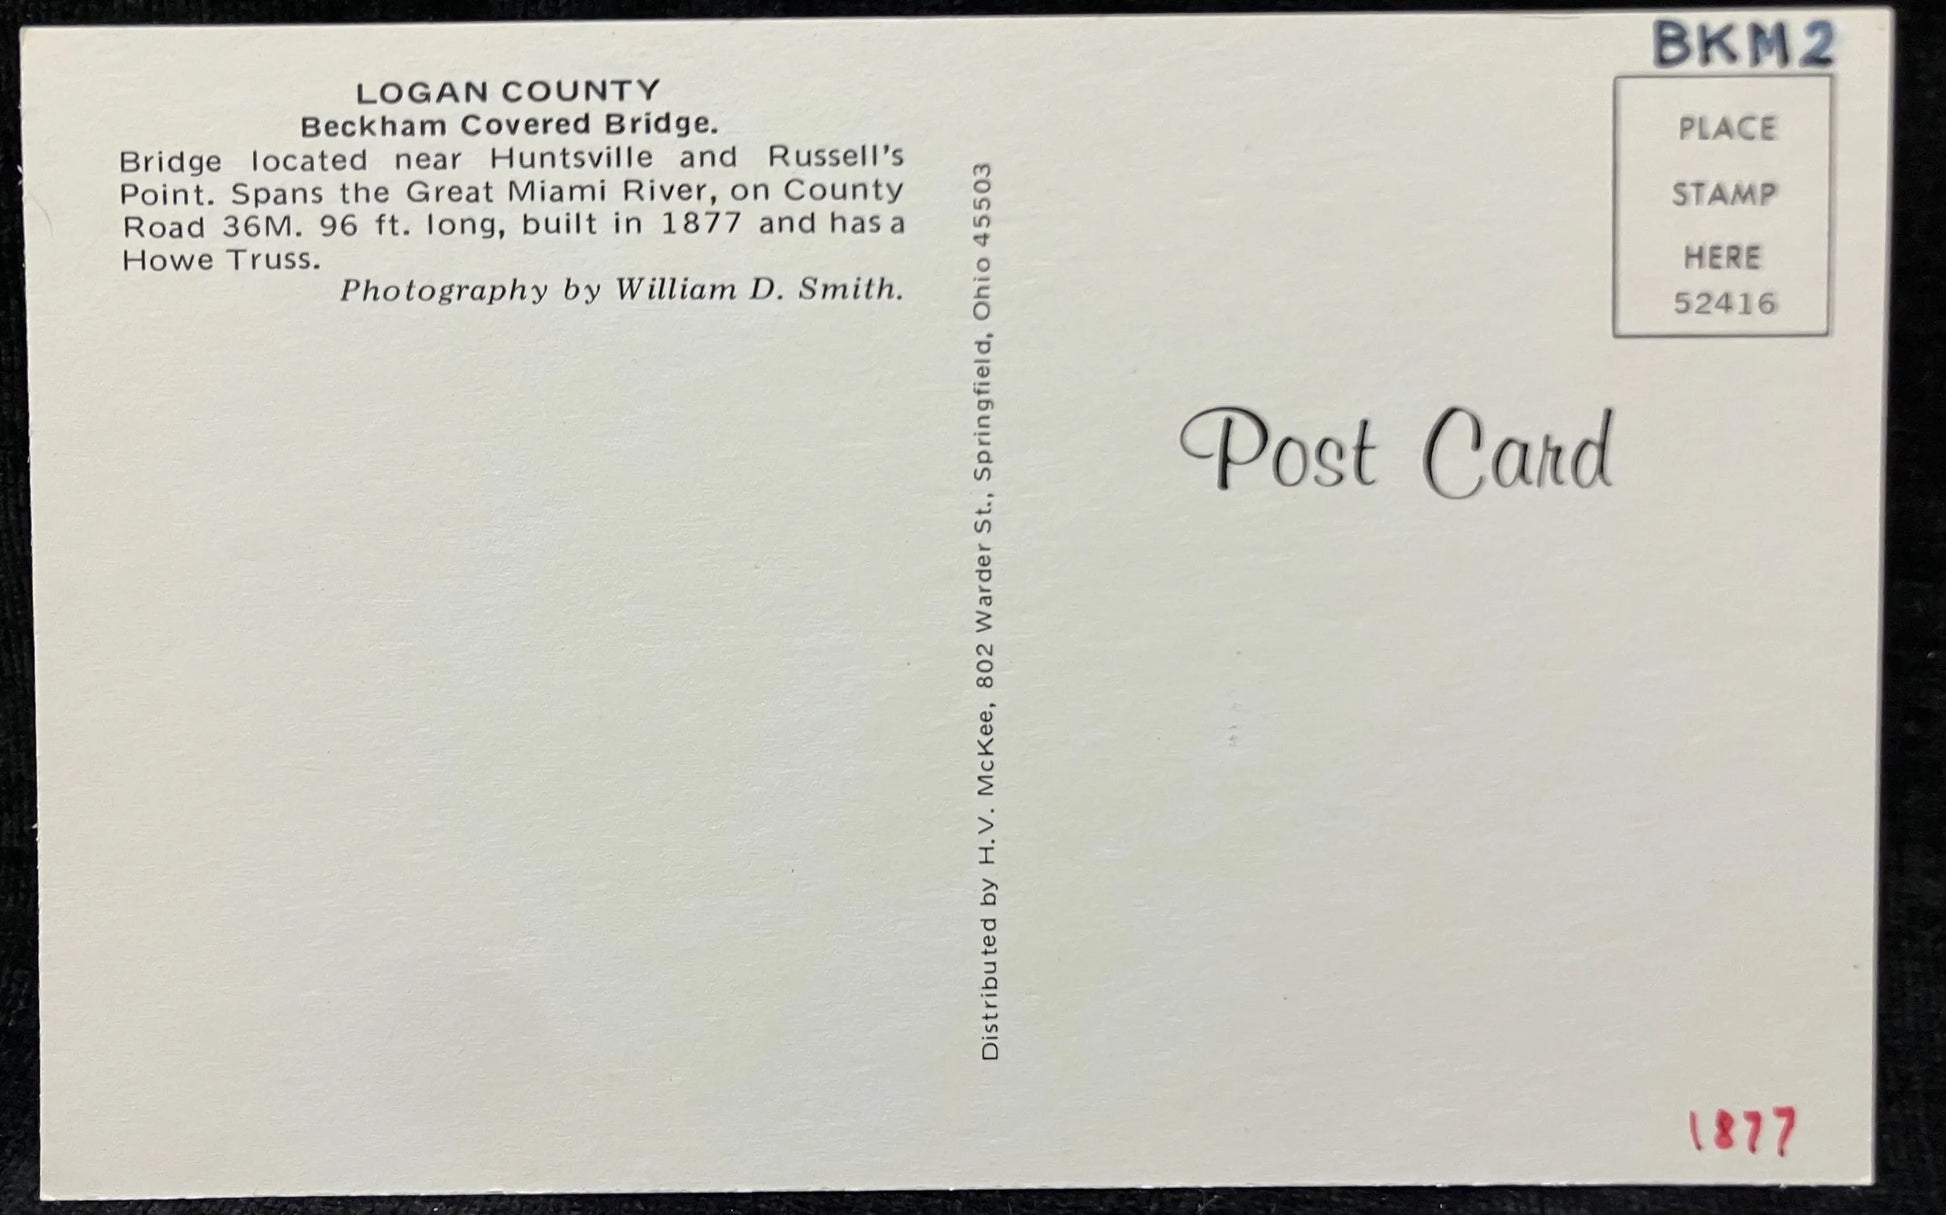 LOGAN COUNTY
Beckham Covered Bridge.
Bridge located near Huntsville and Russell's
Point. Spans the Great Miami River, on County
Road 36M. 96 ft. long, built in 1877 and has a
Howe Truss.
Photography by William D. Smith.
Distributed by H.V. McKee, 802 Warder St., Springfield, Ohio 45503
BKM2
PLACE
STAMP
HERE
52416
Post Card
1877